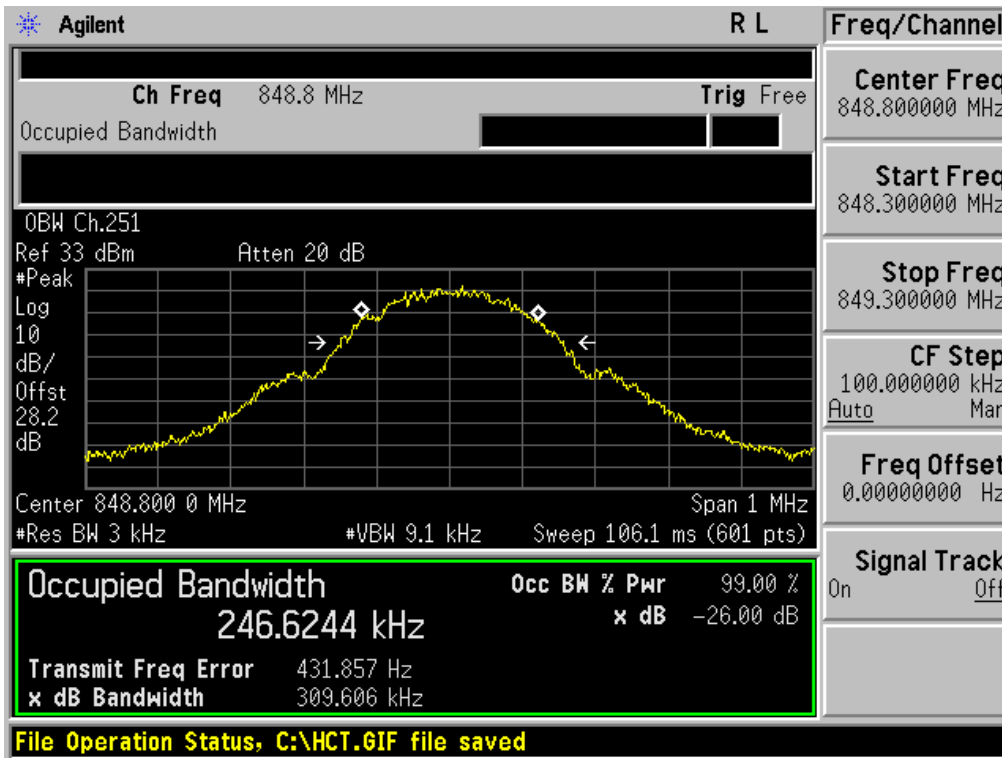 Agilent R L Freq/Channel
Ch Freq 848.8 MHz Trig Free
Occupied Bandwidth
OBW Ch.251
Ref 33 dBm Atten 20 dB
#Peak
Log
10
dB/
Offst
28.2
dB
Center 848.800 0 MHz Span 1 MHz
#Res BW 3 kHz #VBW 9.1 kHz Sweep 106.1 ms (601 pts)
Occupied Bandwidth
246.6244 kHz
Occ BW % Pwr 99.00 %
x dB -26.00 dB
Transmit Freq Error 431.857 Hz
x dB Bandwidth 309.606 kHz
File Operation Status, C:\HCT.GIF file saved
Center Freq
848.800000 MHz
Start Freq
848.300000 MHz
Stop Freq
849.300000 MHz
CF Step
100.000000 kHz
Auto Man
Freq Offset
0.00000000 Hz
Signal Track
On Off